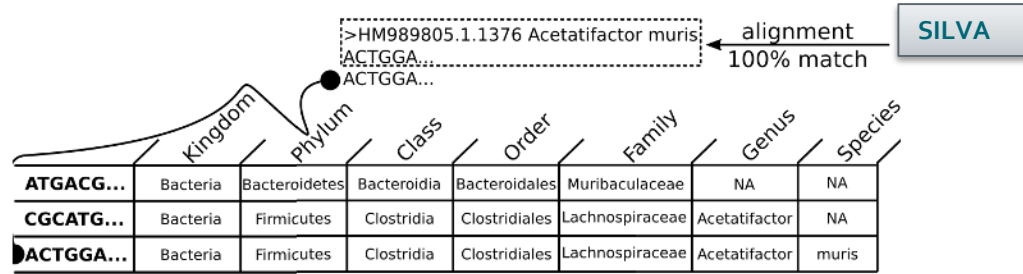 SILVA
>HM989805.1.1376 Acetatifactor muris
ACTGGA...
alignment
100% match
ACTGGA...
Kingdom Phylum Class Order Family Genus Species
ATGACG... Bacteria Bacteroidetes Bacteroidia Bacteroidales Muribaculaceae NA NA
CGCATG... Bacteria Firmicutes Clostridia Clostridiales Lachnospiraceae Acetatifactor NA
ACTGGA... Bacteria Firmicutes Clostridia Clostridiales Lachnospiraceae Acetatifactor muris